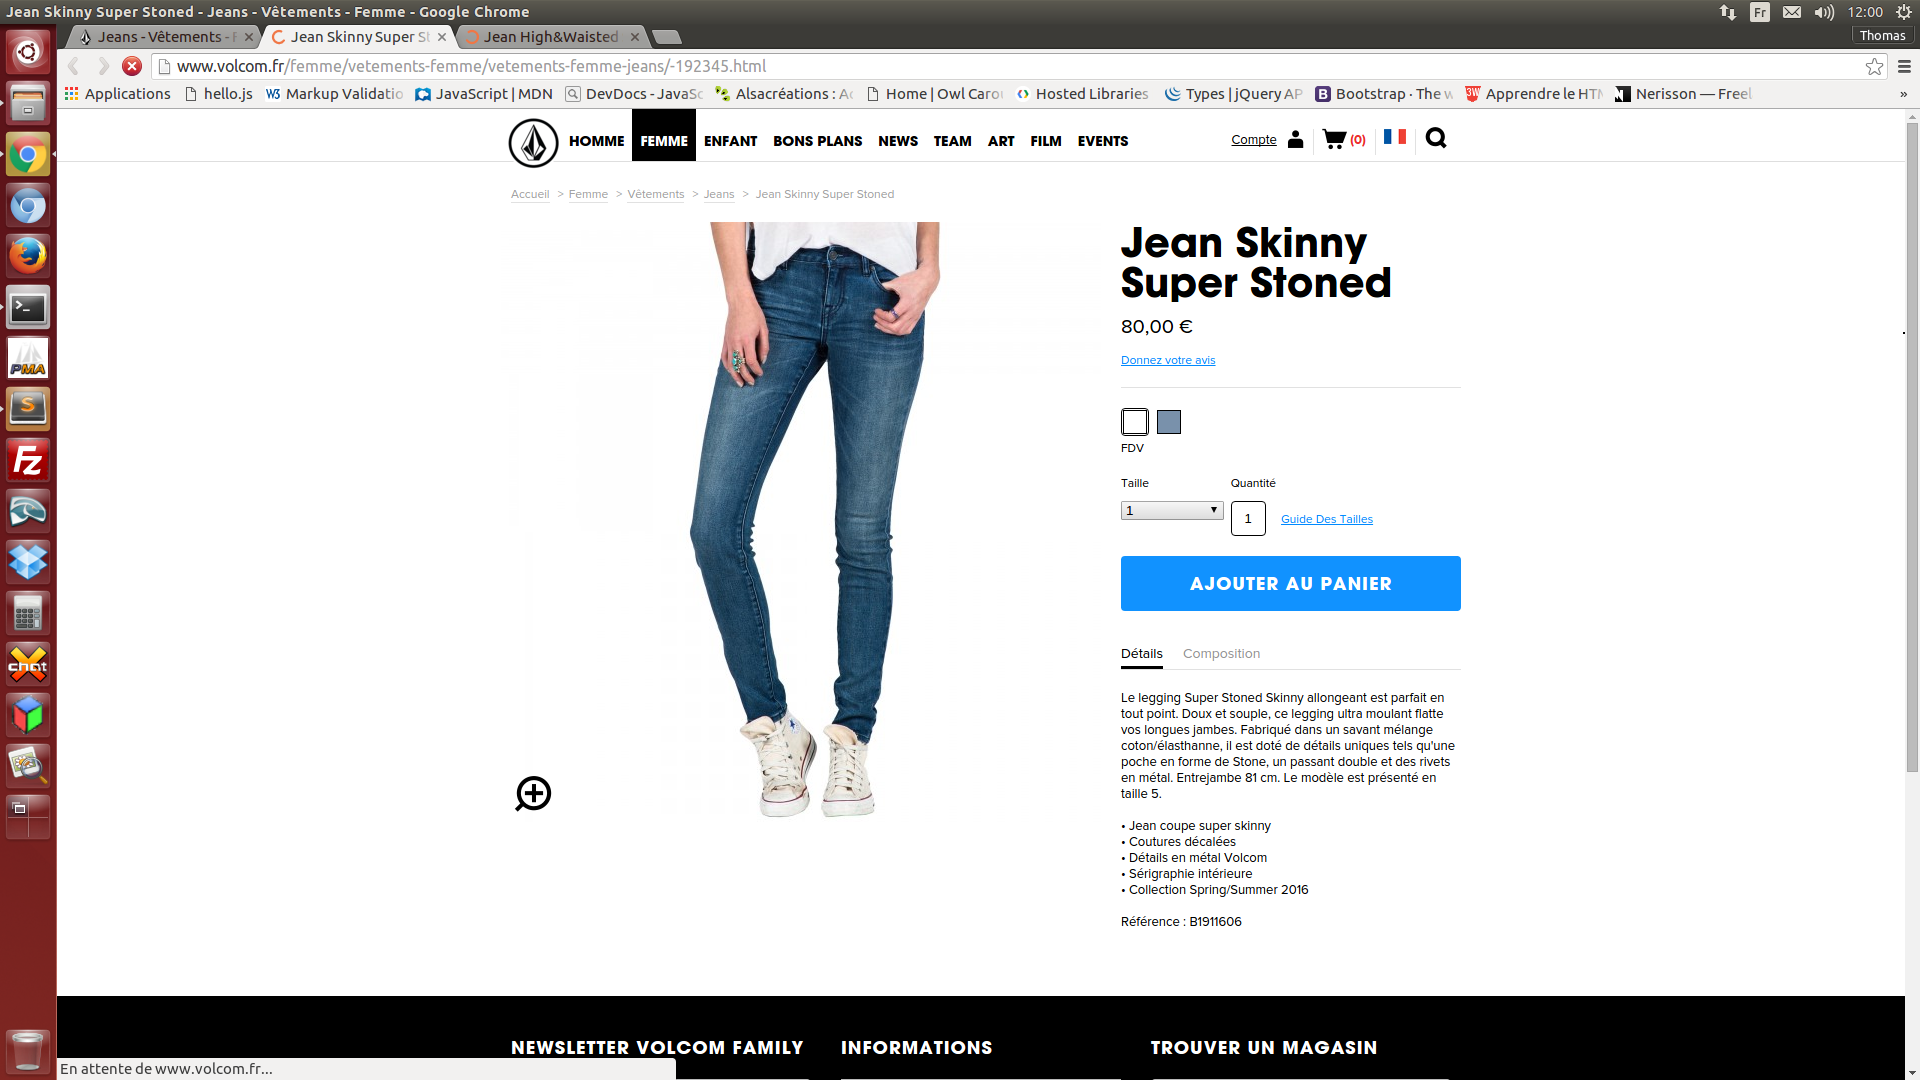 Jean Skinny Super Stoned - Jeans - Vêtements - Femme - Google Chrome
Fr
12:00
Thomas
Jeans - Vêtements - F
Jean Skinny Super St
Jean High&Waisted
www.volcom.fr/femme/vetements-femme/vetements-femme-jeans/-192345.html
Applications
hello.js
W3 Markup Validatio
JavaScript | MDN
DevDocs - JavaSc
Alsacréations : Ac
Home | Owl Carou
Hosted Libraries
Types | jQuery AP
B Bootstrap · The w
3W Apprendre le HTM
N Nerisson — Freel
»
HOMME
FEMME
ENFANT
BONS PLANS
NEWS
TEAM
ART
FILM
EVENTS
Compte
(0)
Accueil > Femme > Vêtements > Jeans > Jean Skinny Super Stoned
Jean Skinny
Super Stoned
80,00 €
Donnez votre avis
FDV
Taille
Quantité
1
1
Guide Des Tailles
AJOUTER AU PANIER
Détails
Composition
Le legging Super Stoned Skinny allongeant est parfait en
tout point. Doux et souple, ce legging ultra moulant flatte
vos longues jambes. Fabriqué dans un savant mélange
coton/élasthanne, il est doté de détails uniques tels qu'une
poche en forme de Stone, un passant double et des rivets
en métal. Entrejambe 81 cm. Le modèle est présenté en
taille 5.
• Jean coupe super skinny
• Coutures décalées
• Détails en métal Volcom
• Sérigraphie intérieure
• Collection Spring/Summer 2016
Référence : B1911606
NEWSLETTER VOLCOM FAMILY
INFORMATIONS
TROUVER UN MAGASIN
En attente de www.volcom.fr...
PMA
S
Fz
chat